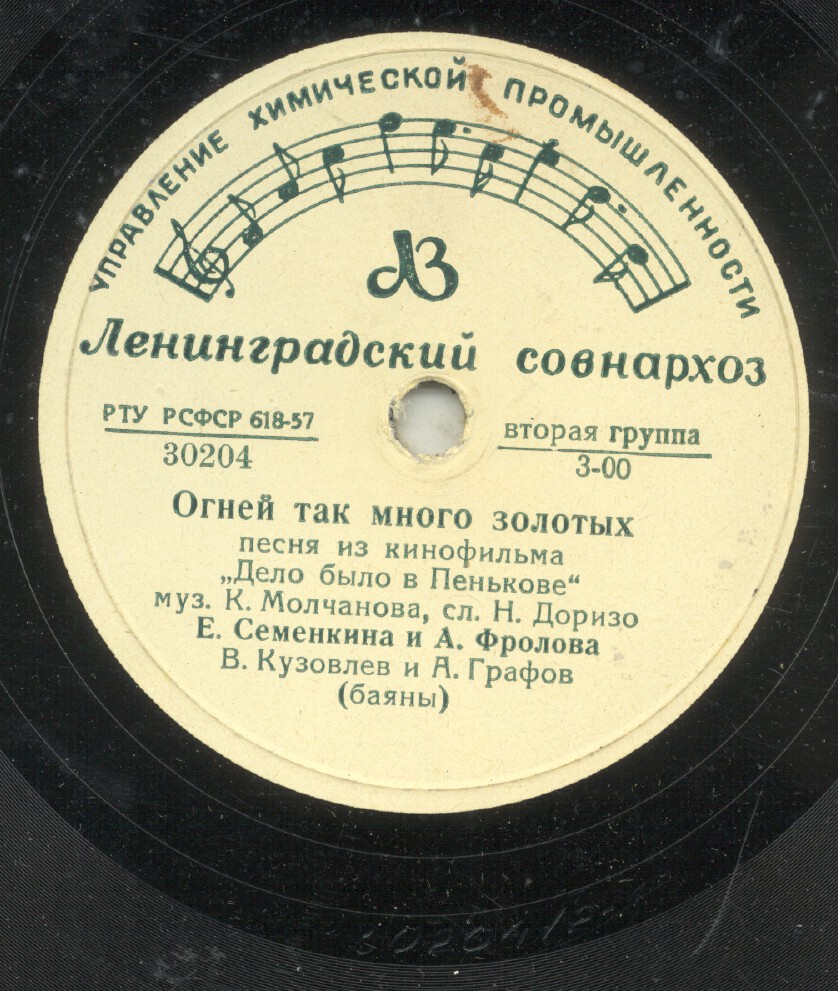 УПРАВЛЕНИЕ ХИМИЧЕСКОЙ ПРОМЫШЛЕННОСТИ
ЛЗ
Ленинградский совнархоз
РТУ РСФСР 618-57
30204
вторая группа
3-00
Огней так много золотых
песня из кинофильма
„Дело было в Пенькове“
муз. К. Молчанова, сл. Н. Доризо
Е. Семенкина и А. Фролова
В. Кузовлев и А. Графов
(баяны)